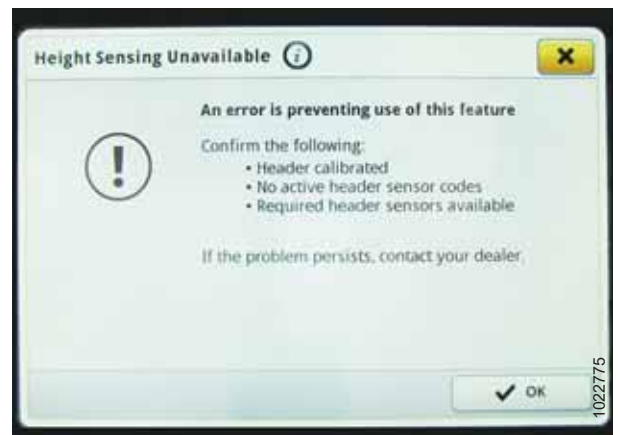 Height Sensing Unavailable
An error is preventing use of this feature
Confirm the following:
• Header calibrated
• No active header sensor codes
• Required header sensors available
If the problem persists, contact your dealer.
OK
1022775